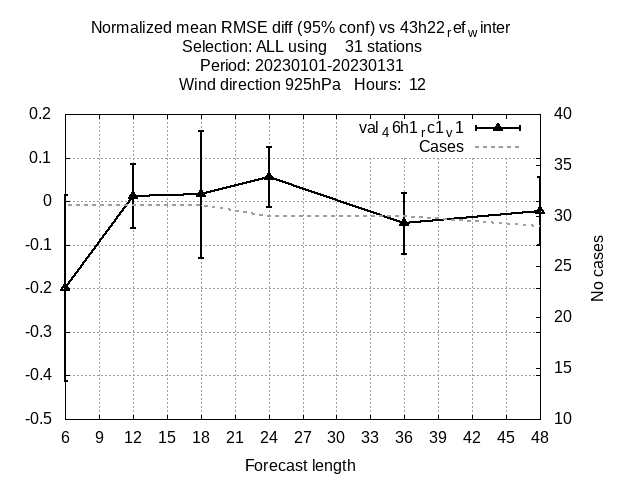 Normalized mean RMSE diff (95% conf) vs 43h22refwinter
Selection: ALL using 31 stations
Period: 20230101-20230131
Wind direction 925hPa Hours: 12
val46h1rc1v1
Cases
0.2
0.1
0
-0.1
-0.2
-0.3
-0.4
-0.5
40
35
30
25
20
15
10
No cases
6 9 12 15 18 21 24 27 30 33 36 39 42 45 48
Forecast length